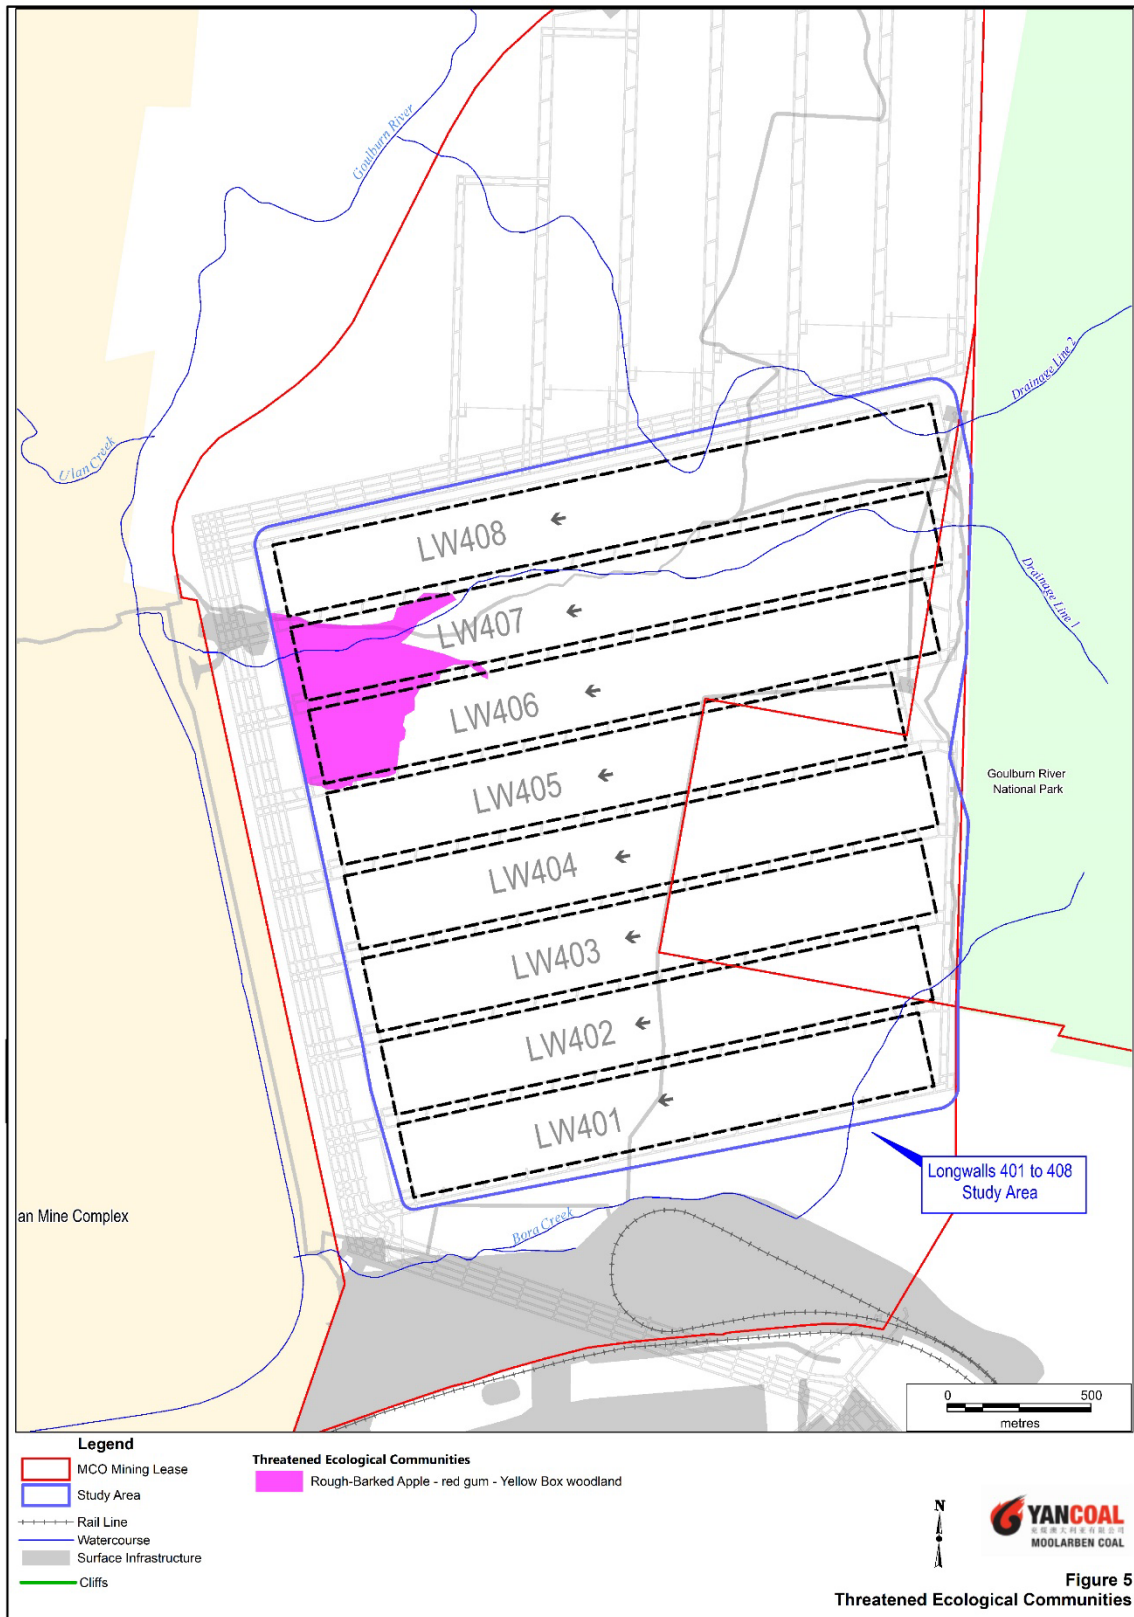 Goulburn River
Drainage Line 2
Ulan Creek
LW408
Drainage Line 1
LW407
LW406
Goulburn River
National Park
LW405
LW404
LW403
LW402
LW401
Longwalls 401 to 408
Study Area
an Mine Complex
Bora Creek
0 500
metres
Legend
MCO Mining Lease
Study Area
Rail Line
Watercourse
Surface Infrastructure
Cliffs
Threatened Ecological Communities
Rough-Barked Apple - red gum - Yellow Box woodland
N
YANCOAL
MOOLARBEN COAL
Figure 5
Threatened Ecological Communities